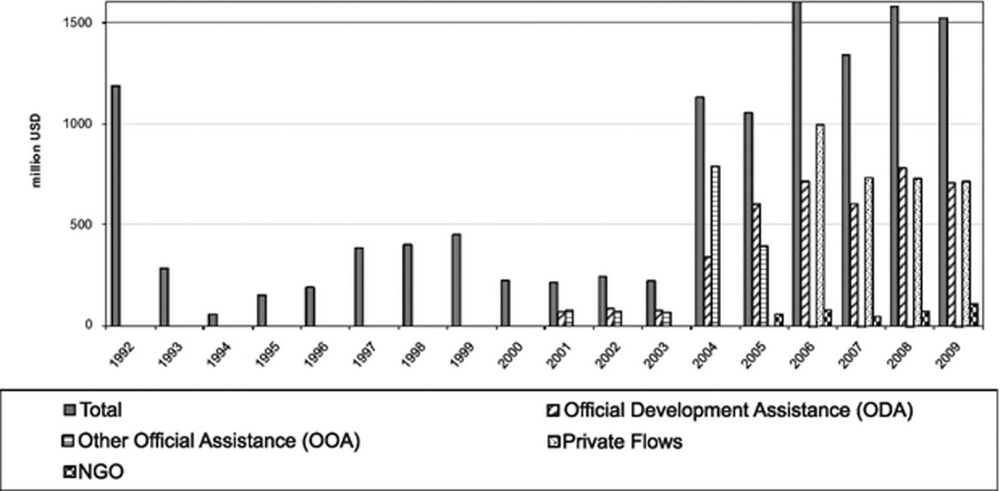 1500
1000
500
0
million USD
1992 1993 1994 1995 1996 1997 1998 1999 2000 2001 2002 2003 2004 2005 2006 2007 2008 2009
Total
Official Development Assistance (ODA)
Other Official Assistance (OOA)
Private Flows
NGO